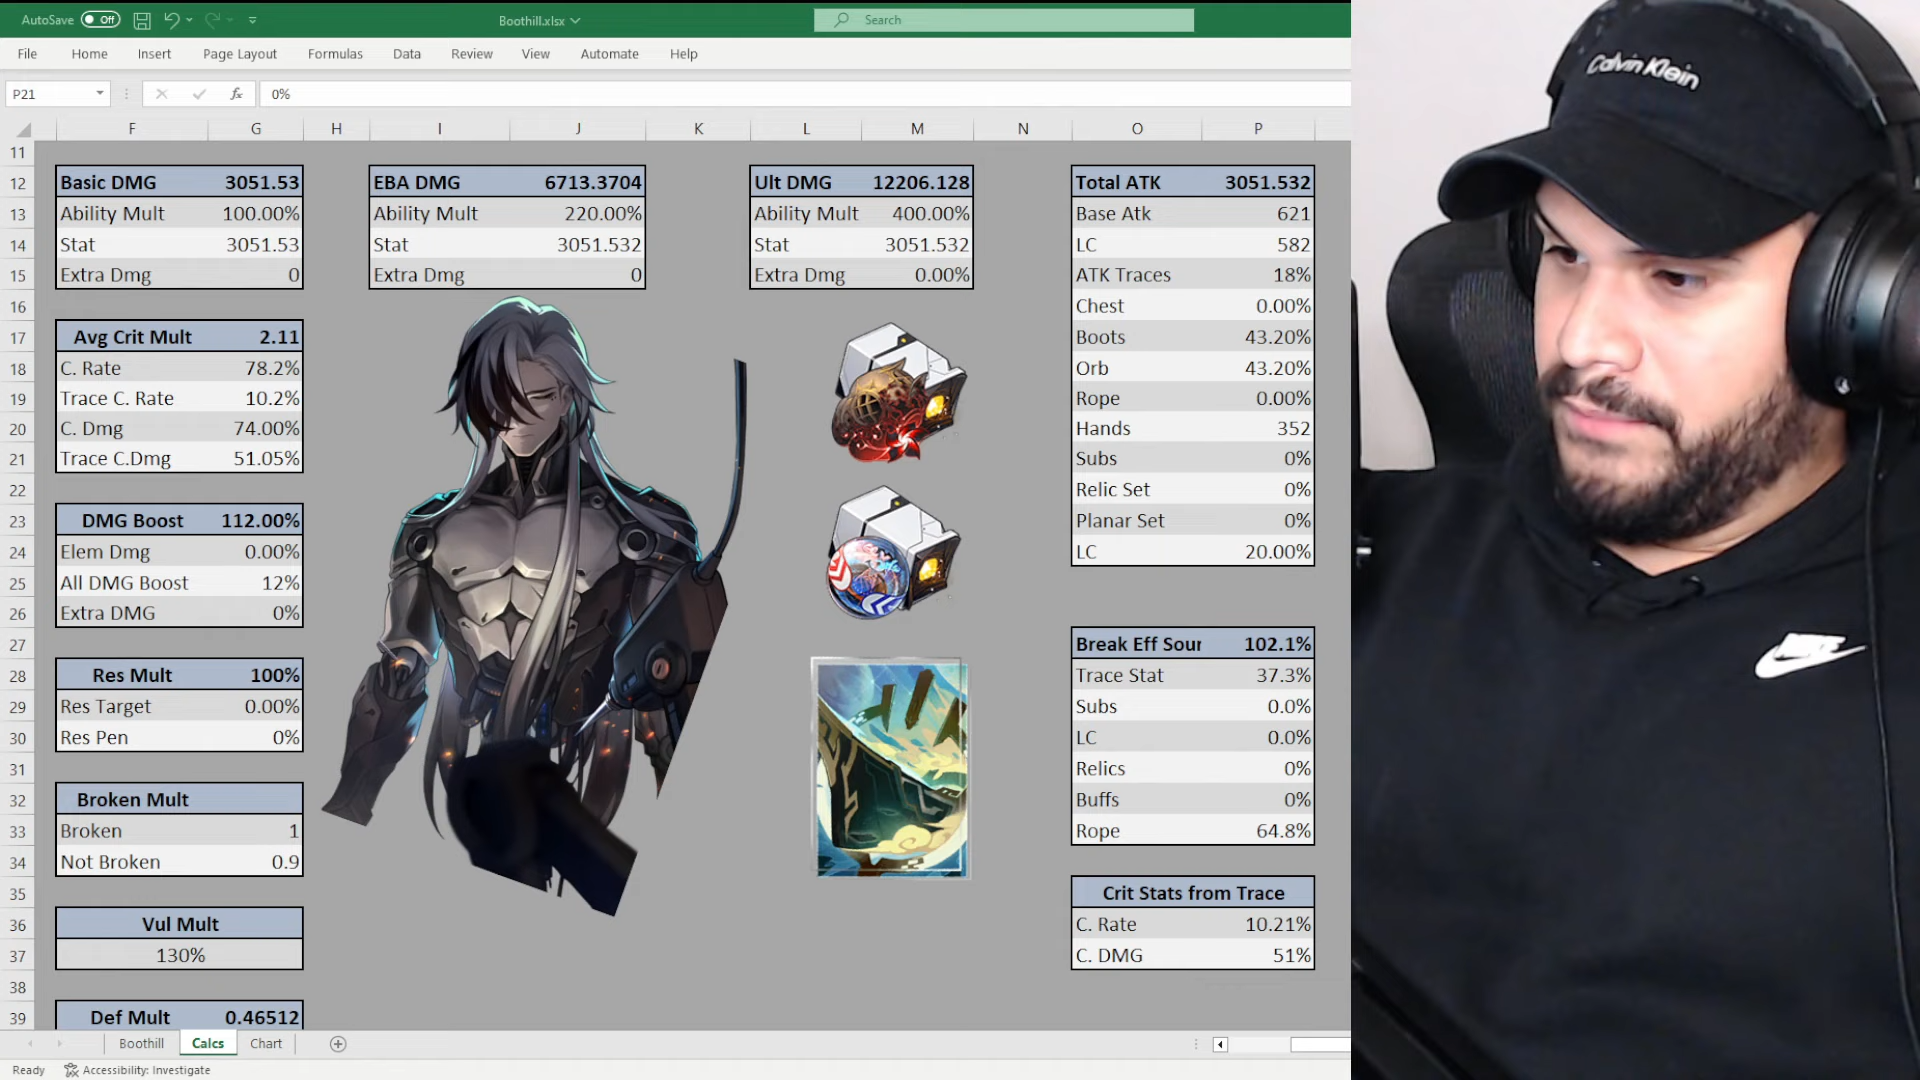 AutoSave Off
Boothill.xlsx
Search
File Home Insert Page Layout Formulas Data Review View Automate Help
P21
fx 0%
F G H I J K L M N O P
11
12 Basic DMG 3051.53 EBA DMG 6713.3704 Ult DMG 12206.128 Total ATK 3051.532
13 Ability Mult 100.00% Ability Mult 220.00% Ability Mult 400.00% Base Atk 621
14 Stat 3051.53 Stat 3051.532 Stat 3051.532 LC 582
15 Extra Dmg 0 Extra Dmg 0 Extra Dmg 0.00% ATK Traces 18%
16 Chest 0.00%
17 Avg Crit Mult 2.11 Boots 43.20%
18 C. Rate 78.2% Orb 43.20%
19 Trace C. Rate 10.2% Rope 0.00%
20 C. Dmg 74.00% Hands 352
21 Trace C.Dmg 51.05% Subs 0%
22 Relic Set 0%
23 DMG Boost 112.00% Planar Set 0%
24 Elem Dmg 0.00% LC 20.00%
25 All DMG Boost 12%
26 Extra DMG 0%
27 Break Eff Sour 102.1%
28 Res Mult 100% Trace Stat 37.3%
29 Res Target 0.00% Subs 0.0%
30 Res Pen 0% LC 0.0%
31 Relics 0%
32 Broken Mult Buffs 0%
33 Broken 1 Rope 64.8%
34 Not Broken 0.9
35 Crit Stats from Trace
36 Vul Mult C. Rate 10.21%
37 130% C. DMG 51%
38
39 Def Mult 0.46512
Boothill Calcs Chart
Ready Accessibility: Investigate
Calvin Klein